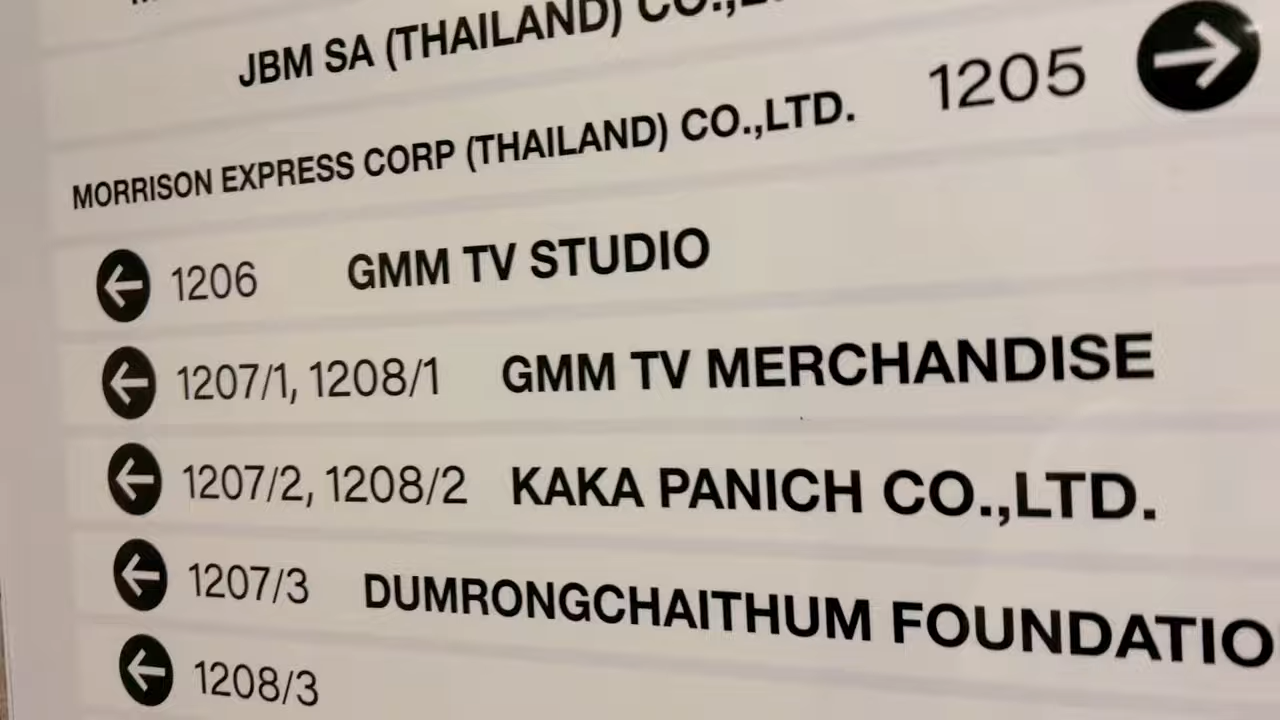 JBM SA (THAILAND) CO.,
1205
MORRISON EXPRESS CORP (THAILAND) CO.,LTD.
1206 GMM TV STUDIO
1207/1, 1208/1 GMM TV MERCHANDISE
1207/2, 1208/2 KAKA PANICH CO.,LTD.
1207/3 DUMRONGCHAITHUM FOUNDATIO
1208/3